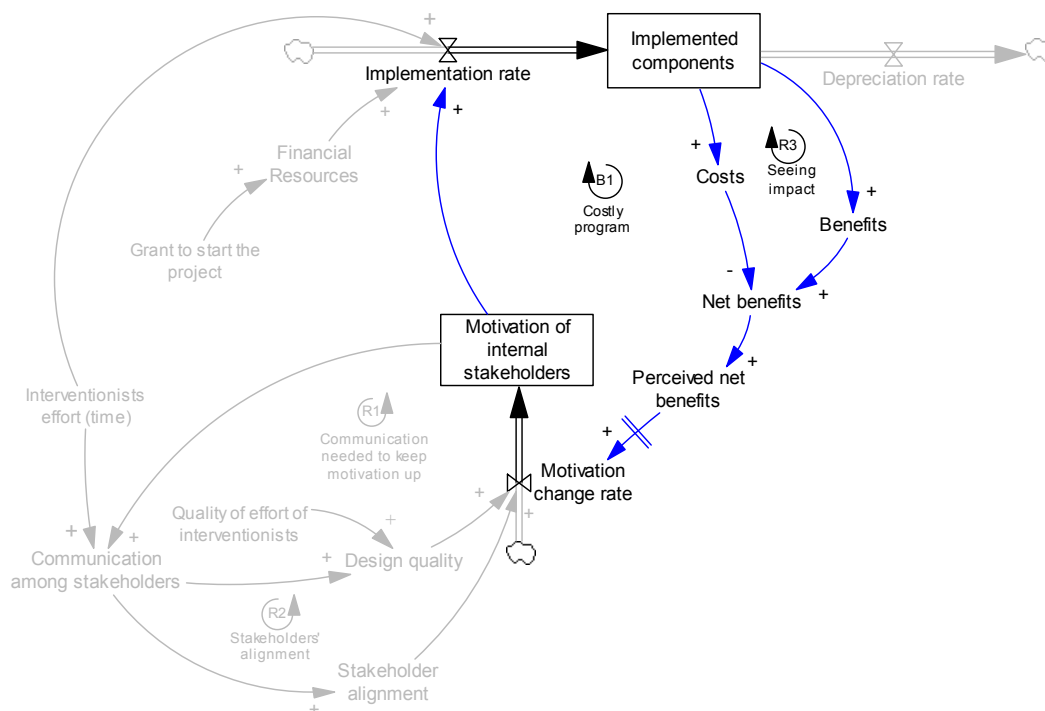 +
Implementation rate
Implemented
components
Depreciation rate
+
+
Financial
Resources
+
Grant to start the
project
B1
Costly
program
+
Costs
R3
Seeing
impact
+
Benefits
-
Net benefits
+
+
Perceived net
benefits
+
Motivation
change rate
Motivation of
internal
stakeholders
Interventionists
effort (time)
R1
Communication
needed to keep
motivation up
+
+
Quality of effort of
interventionists
+
+
+
+
Design quality
Communication
among stakeholders
R2
Stakeholders'
alignment
Stakeholder
alignment
+